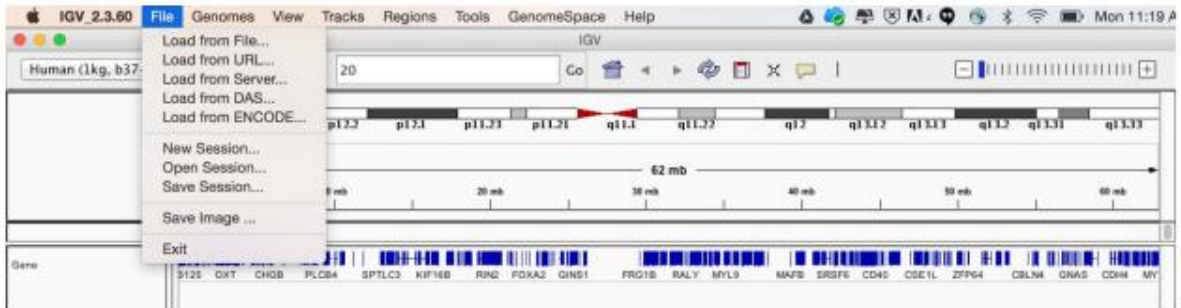 IGV_2.3.60 File Genomes View Tracks Regions Tools GenomeSpace Help Mon 11:19 A
IGV
Human (1kg, b37- 20 Go
Load from File...
Load from URL...
Load from Server...
Load from DAS...
Load from ENCODE...
New Session...
Open Session...
Save Session...
Save Image ...
Exit
p12.2 p12.1 p11.23 p11.21 q11.1 q11.22 q12 q13.12 q13.13 q13.2 q13.31 q13.33
62 mb
0 mb 20 mb 30 mb 40 mb 50 mb 60 mb
Gene
3125 OXT CHGB PLCB4 SPTLC3 KIF16B RIN2 FOXA2 GINS1 FRG1B RALY MYL9 MAFB SRSF6 CD40 CSE1L ZFP64 CBLN4 GNAS CDH4 MY